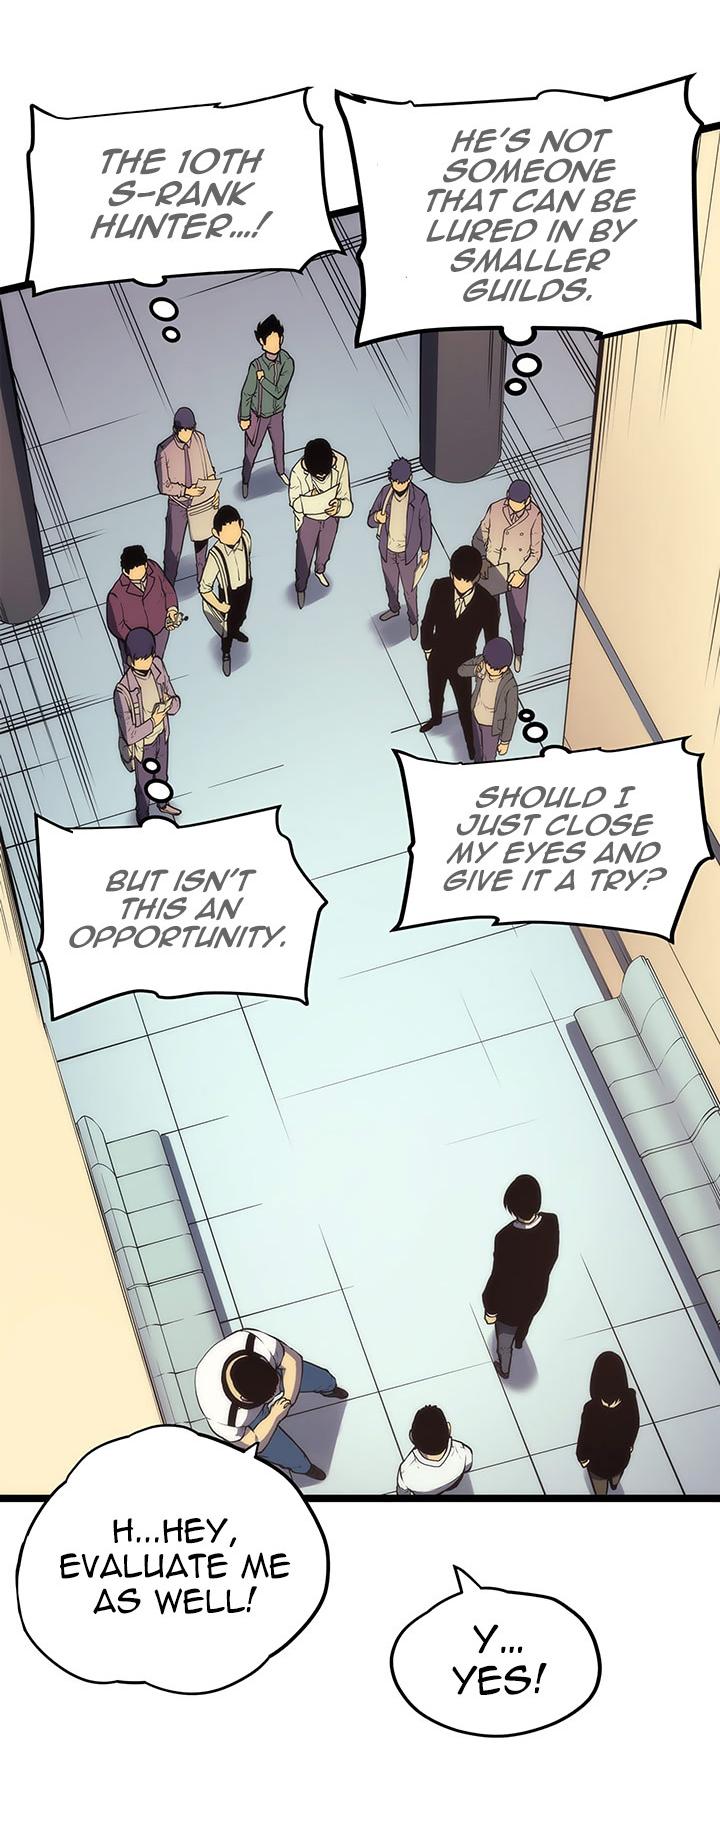 THE 10TH
S-RANK
HUNTER...!
HE'S NOT
SOMEONE
THAT CAN BE
LURED IN BY
SMALLER
GUILDS.
SHOULD I
JUST CLOSE
MY EYES AND
GIVE IT A TRY?
BUT ISN'T
THIS AN
OPPORTUNITY.
H...HEY,
EVALUATE ME
AS WELL!
Y...
YES!